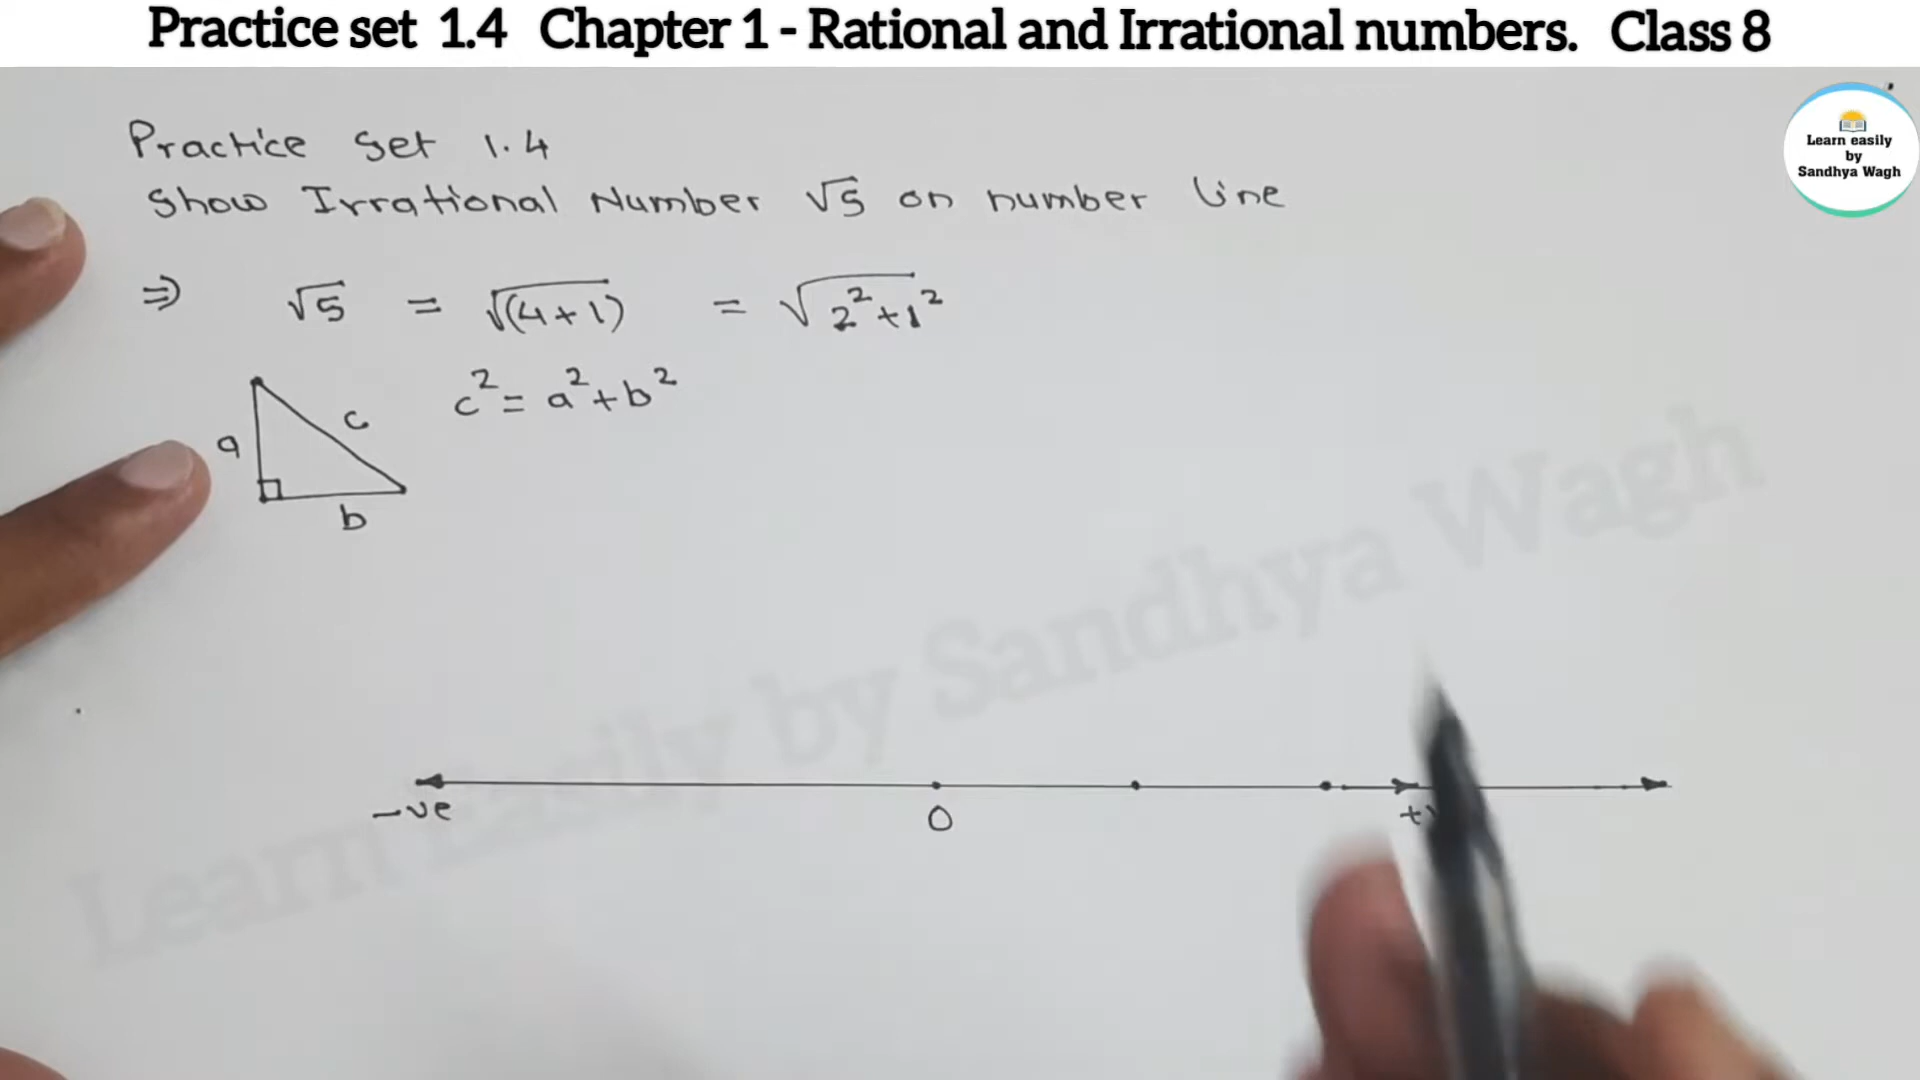 Practice set 1.4 Chapter 1 - Rational and Irrational numbers. Class 8
Learn easily
by
Sandhya Wagh
Practice set 1.4
Show Irrational Number √5 on number line
⇒ √5 = √(4+1) = √2²+1²
c² = a²+b²
a
c
b
-ve
0
Learn Easily by Sandhya Wagh